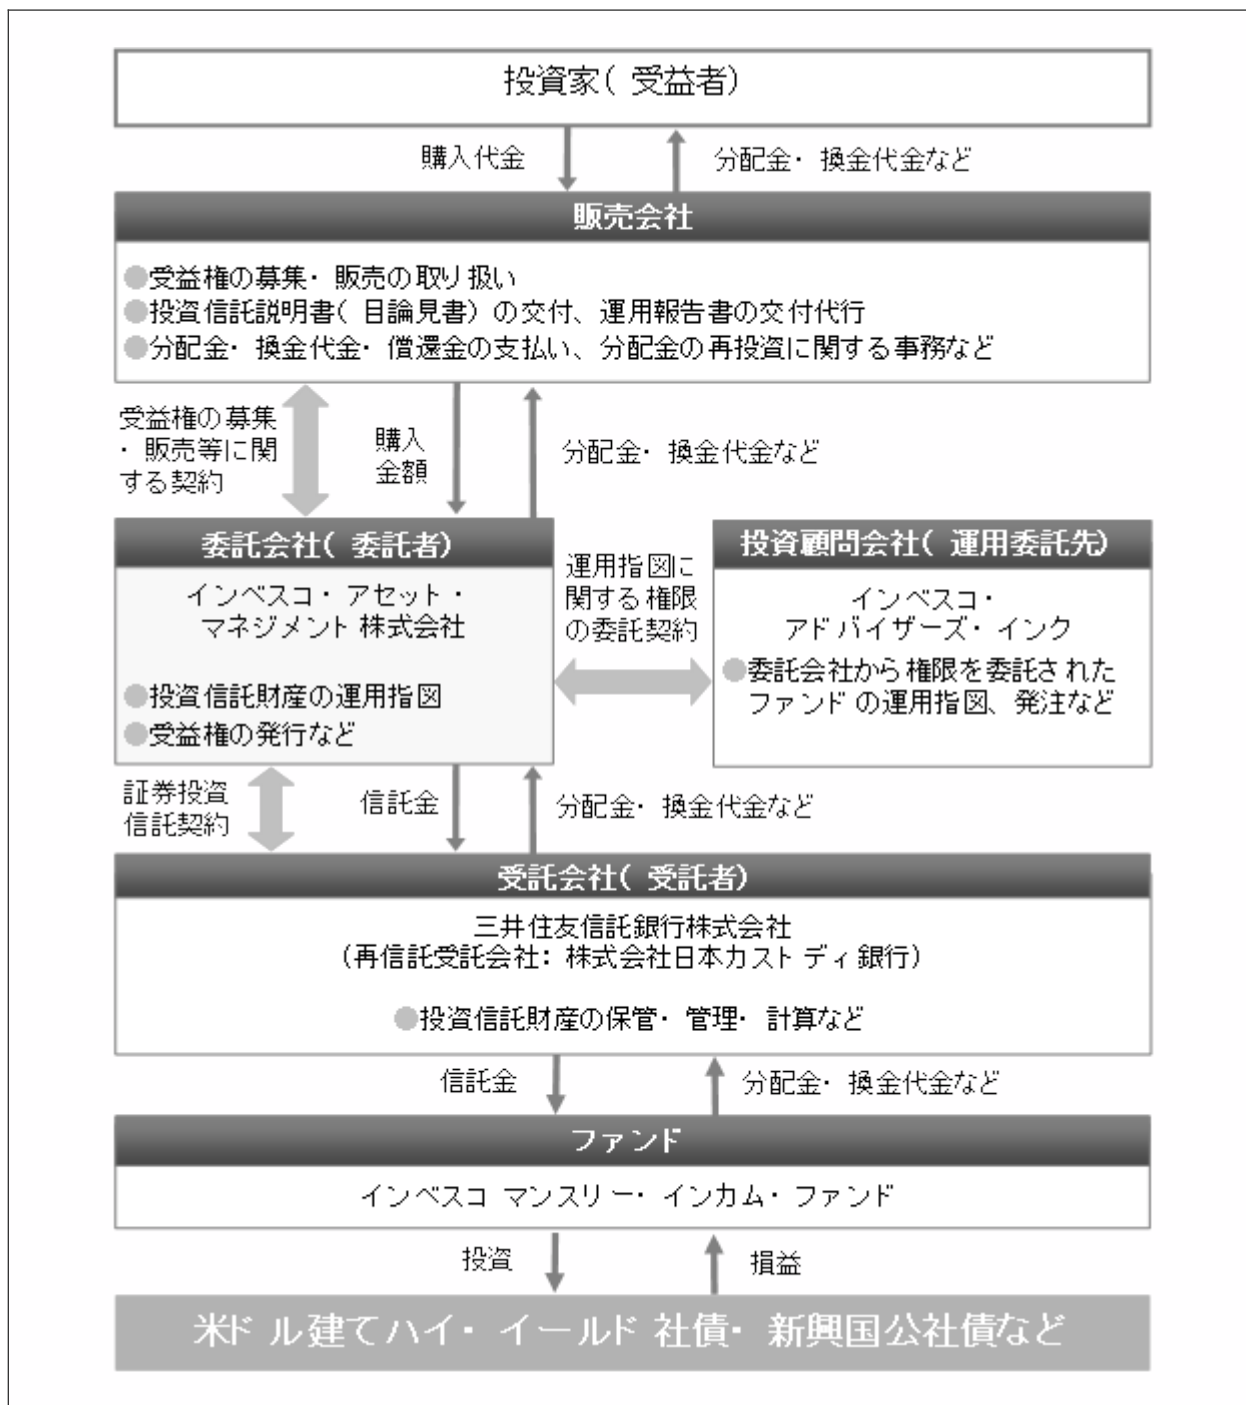 投資家(受益者)
購入代金
分配金・換金代金など
販売会社
●受益権の募集・販売の取り扱い
●投資信託説明書(目論見書)の交付、運用報告書の交付代行
●分配金・換金代金・償還金の支払い、分配金の再投資に関する事務など
受益権の募集
・販売等に関
する契約
購入
金額
分配金・換金代金など
委託会社(委託者)
インベスコ・アセット・
マネジメント株式会社
●投資信託財産の運用指図
●受益権の発行など
運用指図に
関する権限
の委託契約
投資顧問会社(運用委託先)
インベスコ・
アドバイザーズ・インク
●委託会社から権限を委託された
ファンドの運用指図、発注など
証券投資
信託契約
信託金
分配金・換金代金など
受託会社(受託者)
三井住友信託銀行株式会社
(再信託受託会社:株式会社日本カストディ銀行)
●投資信託財産の保管・管理・計算など
信託金
分配金・換金代金など
ファンド
インベスコ マンスリー・インカム・ファンド
投資
損益
米ドル建てハイ・イールド社債・新興国公社債など